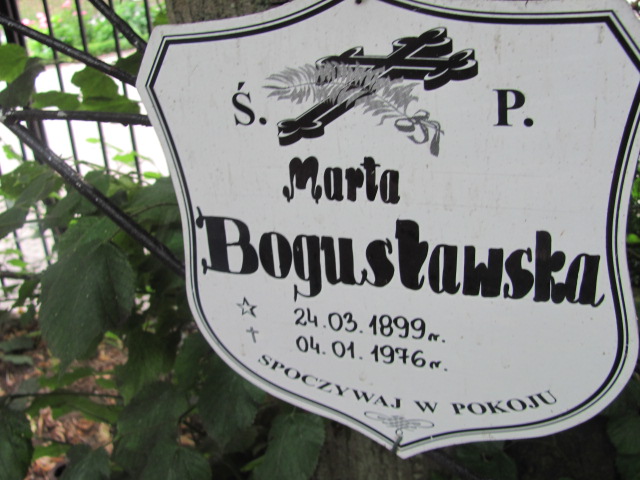 Ś. P.
Marta
Bogusławska
24.03.1899r.
04.01.1976r.
SPOCZYWAJ W POKOJU